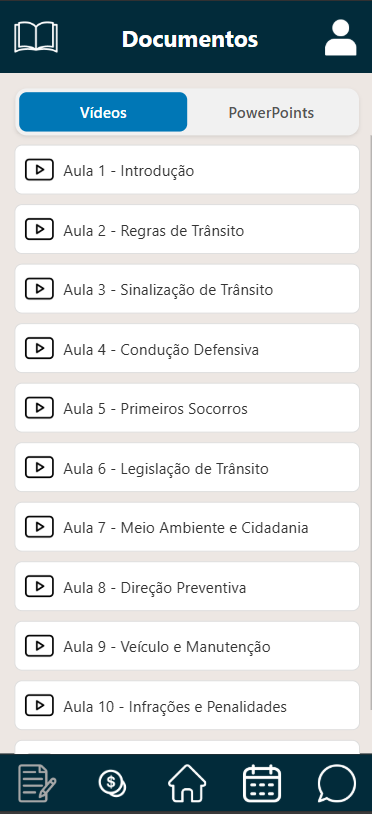 Documentos
Vídeos
PowerPoints
Aula 1 - Introdução
Aula 2 - Regras de Trânsito
Aula 3 - Sinalização de Trânsito
Aula 4 - Condução Defensiva
Aula 5 - Primeiros Socorros
Aula 6 - Legislação de Trânsito
Aula 7 - Meio Ambiente e Cidadania
Aula 8 - Direção Preventiva
Aula 9 - Veículo e Manutenção
Aula 10 - Infrações e Penalidades
$